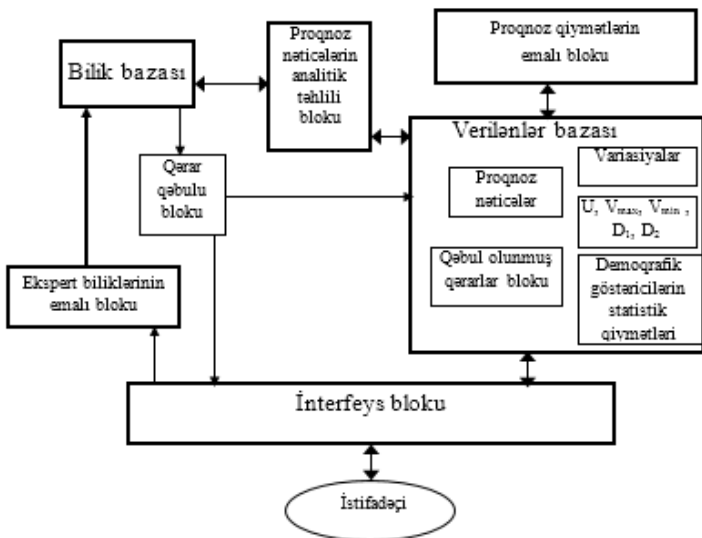 Bilik bazası
Proqnoz
nəticələrin
analitik
təhlili
bloku
Proqnoz qiymətlərin
emalı bloku
Verilənlər bazası
Variasiyalar
Proqnoz
nəticələr
U, Vmax, Vmin ,
D1, D2
Qəbul olunmuş
qərarlar bloku
Demoqrafik
göstəricilərin
statistik
qiymətləri
Qərar
qəbulu
bloku
Ekspert biliklərinin
emalı bloku
İnterfeys bloku
İstifadəçi